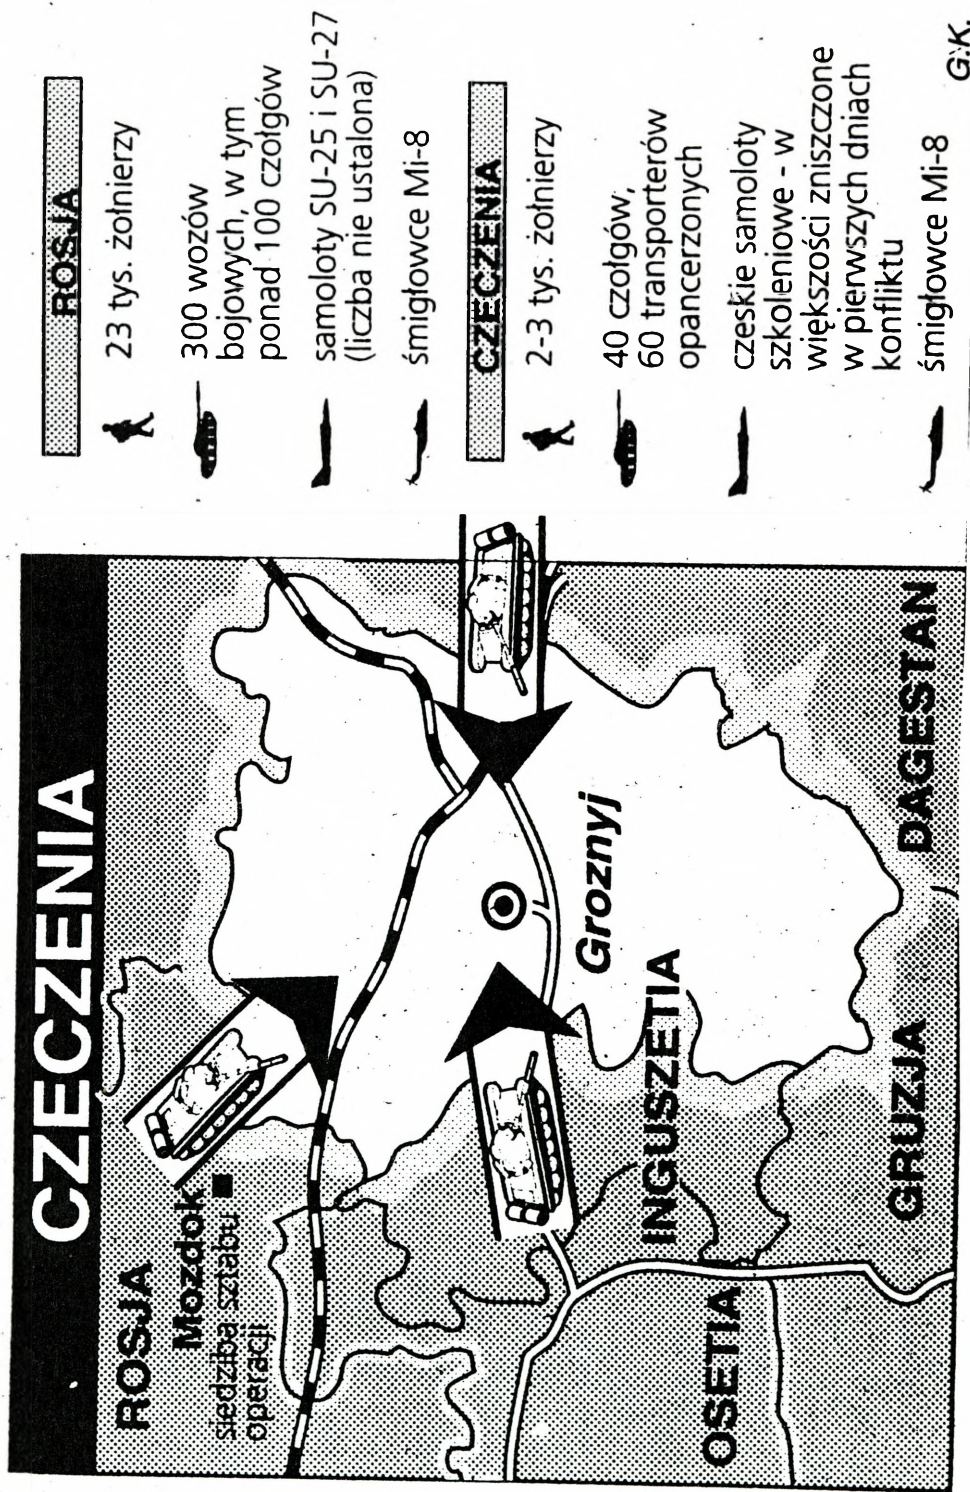 CZECZENIA
ROSJA
Mozdok
siedziba sztabu
operacji
Groznyj
INGUSZETIA
OSETIA
GRUZJA
DAGESTAN
ROSJA
23 tys. żołnierzy
300 wozów
bojowych, w tym
ponad 100 czołgów
samoloty SU-25 i SU-27
(liczba nie ustalona)
śmigłowce Mi-8
CZECZENIA
2-3 tys. żołnierzy
40 czołgów,
60 transporterów
opancerzonych
czeskie samoloty
szkoleniowe - w
większości zniszczone
w pierwszych dniach
konfliktu
śmigłowce Mi-8
G.K.